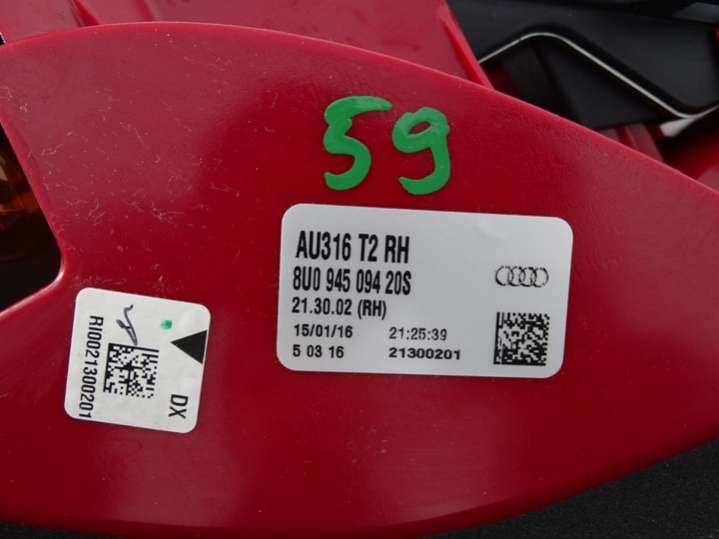 59
AU316 T2 RH
8U0 945 094 20S
21.30.02 (RH)
15/01/16 21:25:39
5 03 16 21300201
RI0021300201
DX